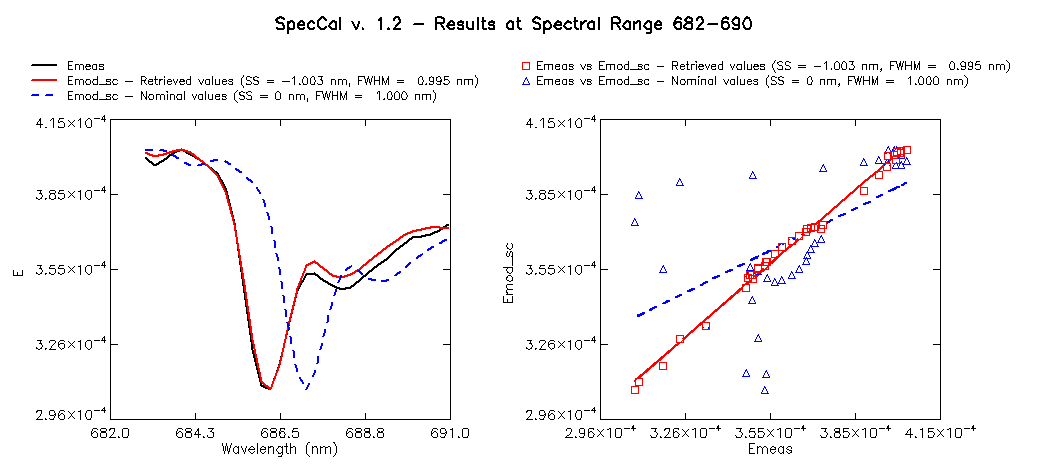 SpecCal v. 1.2 - Results at Spectral Range 682-690
Emeas
Emod_sc - Retrieved values (SS = -1.003 nm, FWHM = 0.995 nm)
Emod_sc - Nominal values (SS = 0 nm, FWHM = 1.000 nm)
4.15×10⁻⁴
3.85×10⁻⁴
3.55×10⁻⁴
3.26×10⁻⁴
2.96×10⁻⁴
E
682.0 684.3 686.5 688.8 691.0
Wavelength (nm)
Emeas vs Emod_sc - Retrieved values (SS = -1.003 nm, FWHM = 0.995 nm)
Emeas vs Emod_sc - Nominal values (SS = 0 nm, FWHM = 1.000 nm)
4.15×10⁻⁴
3.85×10⁻⁴
3.55×10⁻⁴
3.26×10⁻⁴
2.96×10⁻⁴
Emod_sc
2.96×10⁻⁴ 3.26×10⁻⁴ 3.55×10⁻⁴ 3.85×10⁻⁴ 4.15×10⁻⁴
Emeas